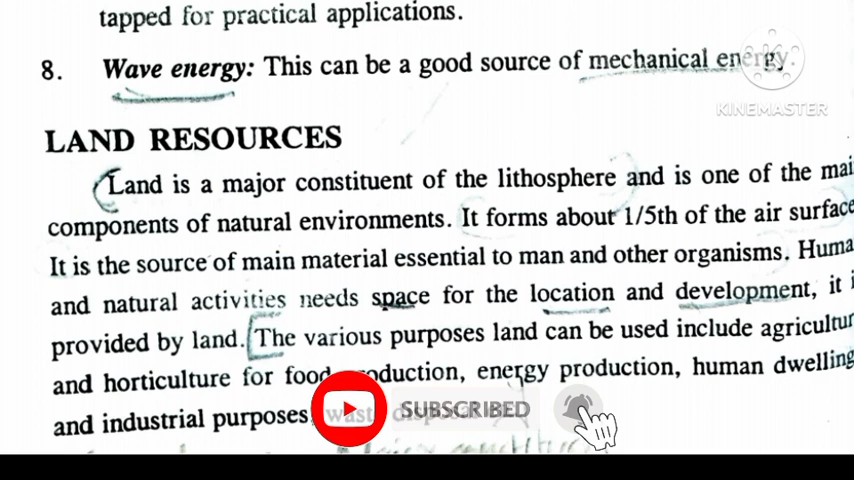 tapped for practical applications.
8. Wave energy: This can be a good source of mechanical energy.
KINEMASTER
LAND RESOURCES
Land is a major constituent of the lithosphere and is one of the mai
components of natural environments. It forms about 1/5th of the air surface
It is the source of main material essential to man and other organisms. Huma
and natural activities needs space for the location and development, it i
provided by land. The various purposes land can be used include agricultur
and horticulture for food production, energy production, human dwelling
and industrial purposes, waste
SUBSCRIBED